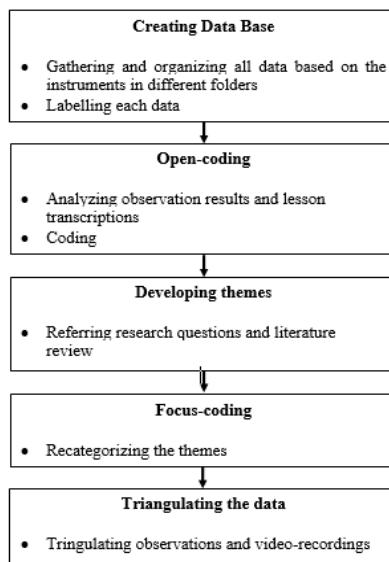 Creating Data Base
• Gathering and organizing all data based on the
instruments in different folders
• Labelling each data
Open-coding
• Analyzing observation results and lesson
transcriptions
• Coding
Developing themes
• Referring research questions and literature
review
Focus-coding
• Recategorizing the themes
Triangulating the data
• Tringulating observations and video-recordings